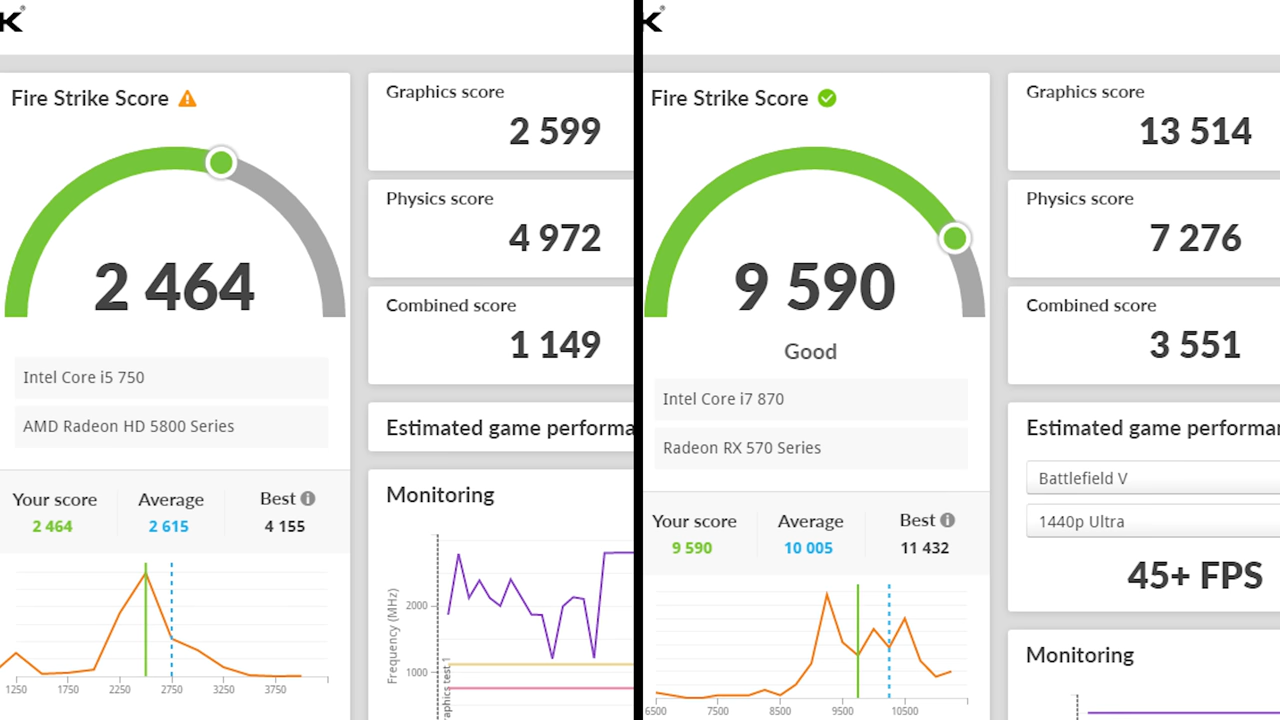 K®
Fire Strike Score
2 464
Intel Core i5 750
AMD Radeon HD 5800 Series
Your score
Average
Best
2 464
2 615
4 155
1250 1750 2250 2750 3250 3750
Graphics score
2 599
Physics score
4 972
Combined score
1 149
Estimated game performa
Monitoring
Frequency (MHz)
2000
1000
aphics test 1
K®
Fire Strike Score
9 590
Good
Intel Core i7 870
Radeon RX 570 Series
Your score
Average
Best
9 590
10 005
11 432
6500 7500 8500 9500 10500
Graphics score
13 514
Physics score
7 276
Combined score
3 551
Estimated game performan
Battlefield V
1440p Ultra
45+ FPS
Monitoring